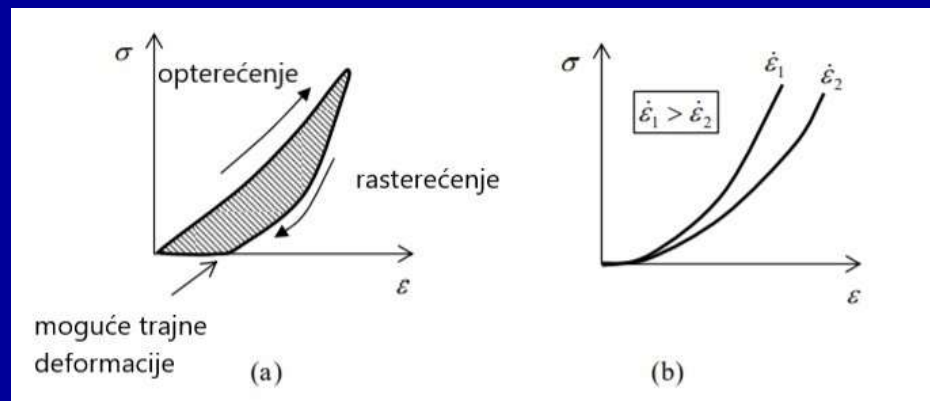 σ
opterećenje
rasterećenje
ε
moguće trajne
deformacije
(a)
σ
ε̇₁
ε̇₂
ε̇₁ > ε̇₂
ε
(b)